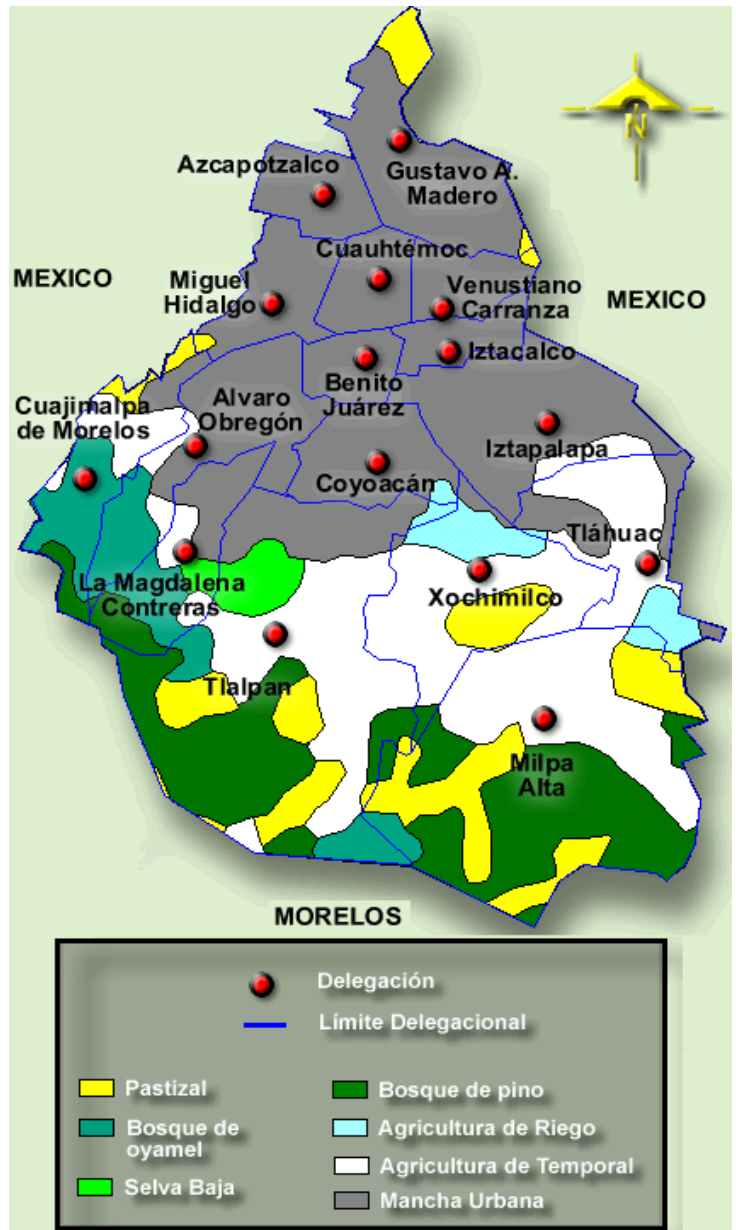 N
Azcapotzalco
Gustavo A.
Madero
Cuauhtémoc
MEXICO
Miguel
Hidalgo
Venustiano
Carranza
MEXICO
Iztacalco
Benito
Juárez
Cuajimalpa
de Morelos
Alvaro
Obregón
Iztapalapa
Coyoacán
Tláhuac
La Magdalena
Contreras
Xochimilco
Tlalpan
Milpa
Alta
MORELOS
Delegación
Límite Delegacional
Pastizal
Bosque de
oyamel
Selva Baja
Bosque de pino
Agricultura de Riego
Agricultura de Temporal
Mancha Urbana